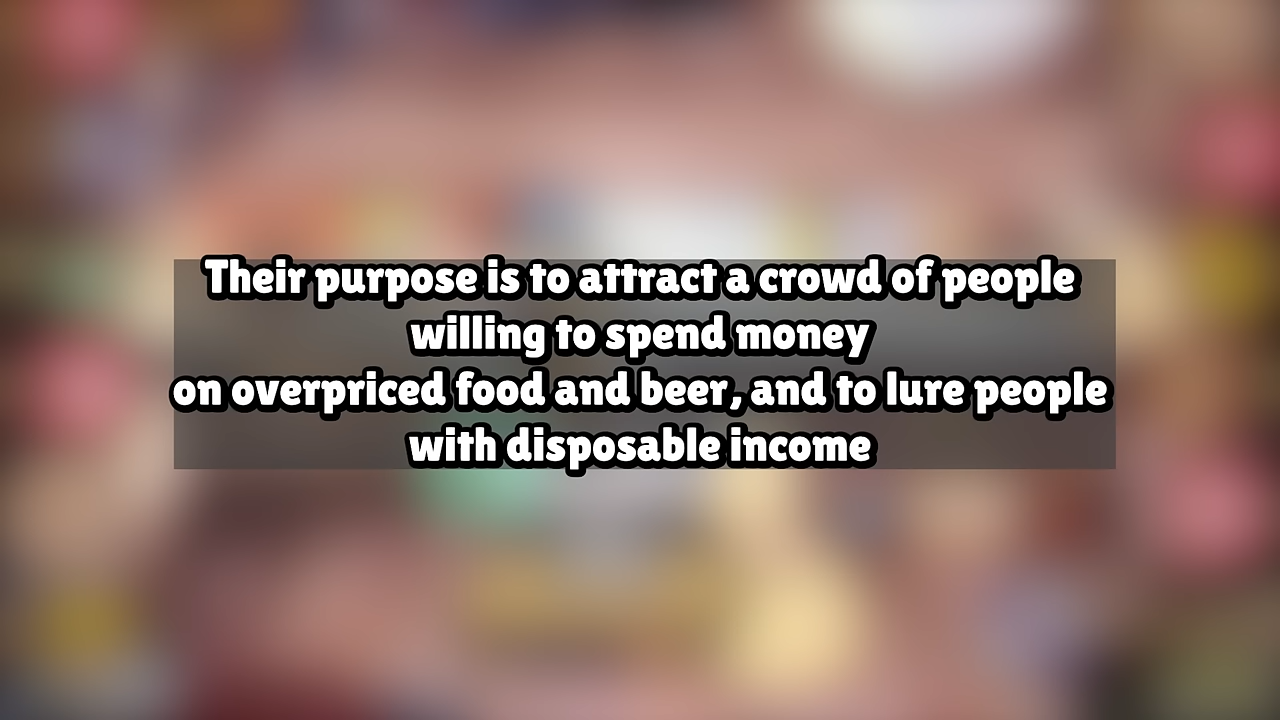 Their purpose is to attract a crowd of people
willing to spend money
on overpriced food and beer, and to lure people
with disposable income